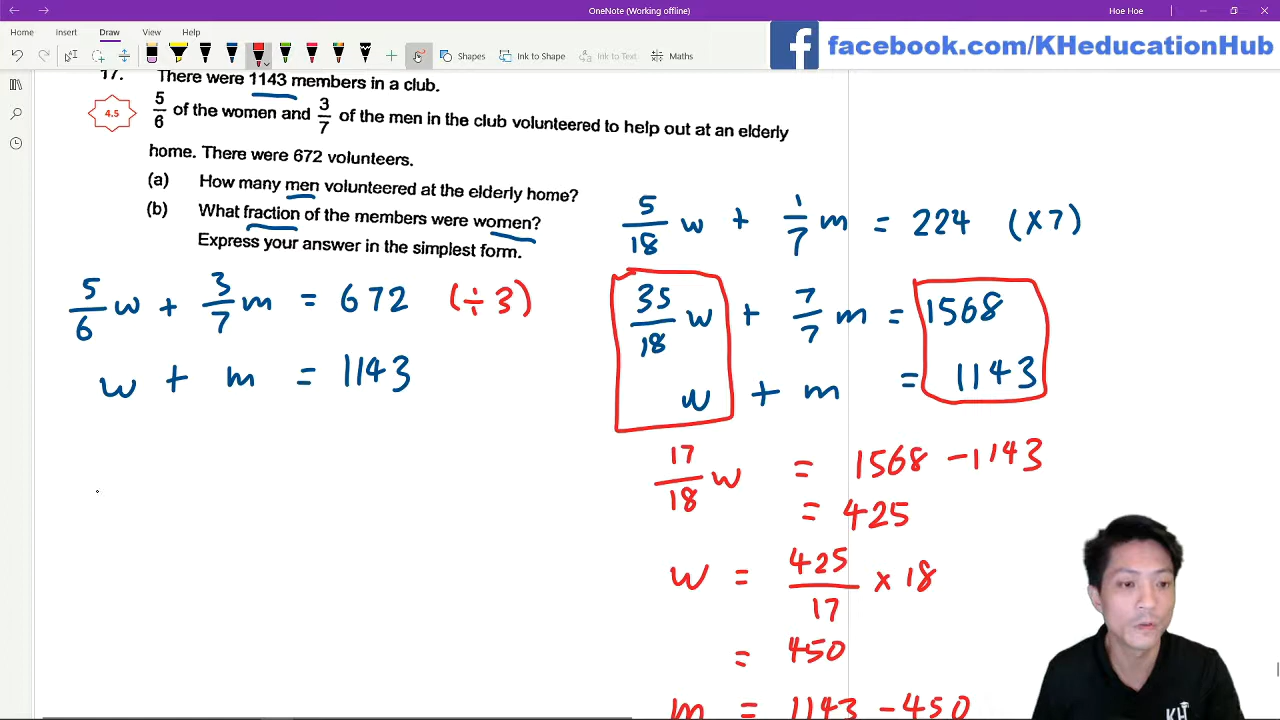 OneNote (Working offline)
Hoe Hoe
Home Insert Draw View Help
Shapes Ink to Shape Ink to Text Maths
facebook.com/KHeducationHub
17. There were 1143 members in a club.
4.5
5/6 of the women and 3/7 of the men in the club volunteered to help out at an elderly
home. There were 672 volunteers.
(a) How many men volunteered at the elderly home?
(b) What fraction of the members were women?
Express your answer in the simplest form.
5/6 w + 3/7 m = 672 (÷3)
w + m = 1143
5/18 w + 1/7 m = 224 (×7)
35/18 w + 7/7 m = 1568
w + m = 1143
17/18 w = 1568 - 1143
= 425
w = 425/17 × 18
= 450
m = 1143 - 450
KH